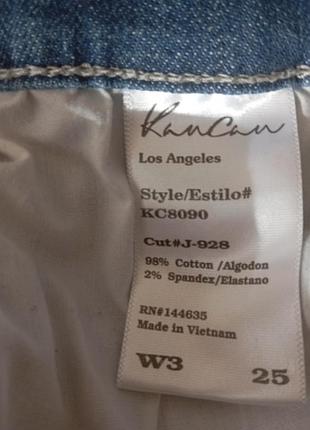 KanCan
Los Angeles
Style/Estilo#
KC8090
Cut#J-928
98% Cotton /Algodon
2% Spandex/Elastano
RN#144635
Made in Vietnam
W3 25